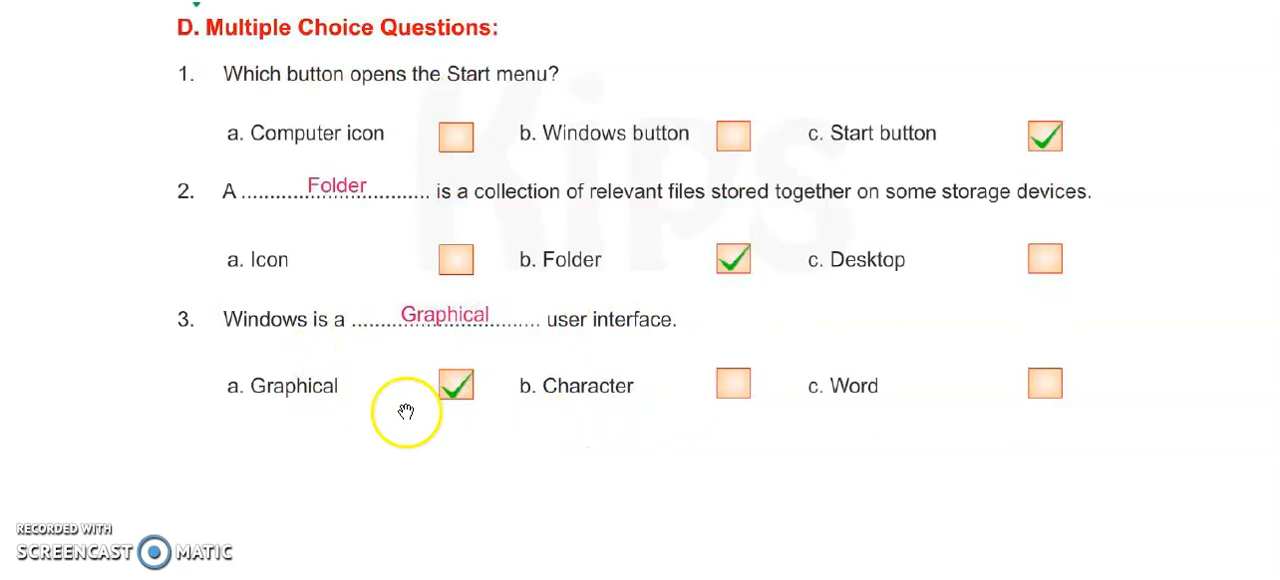 D. Multiple Choice Questions:
1. Which button opens the Start menu?
a. Computer icon b. Windows button c. Start button
2. A ...........Folder........... is a collection of relevant files stored together on some storage devices.
a. Icon b. Folder c. Desktop
3. Windows is a .........Graphical......... user interface.
a. Graphical b. Character c. Word
Kips
RECORDED WITH
SCREENCAST MATIC